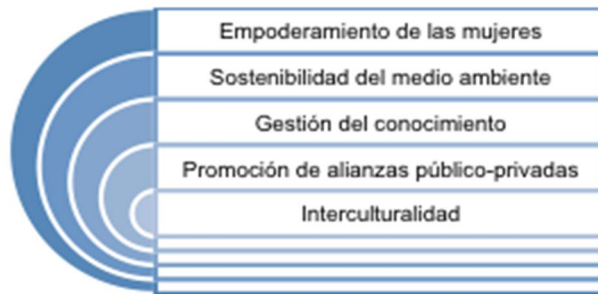 Empoderamiento de las mujeres
Sostenibilidad del medio ambiente
Gestión del conocimiento
Promoción de alianzas público-privadas
Interculturalidad